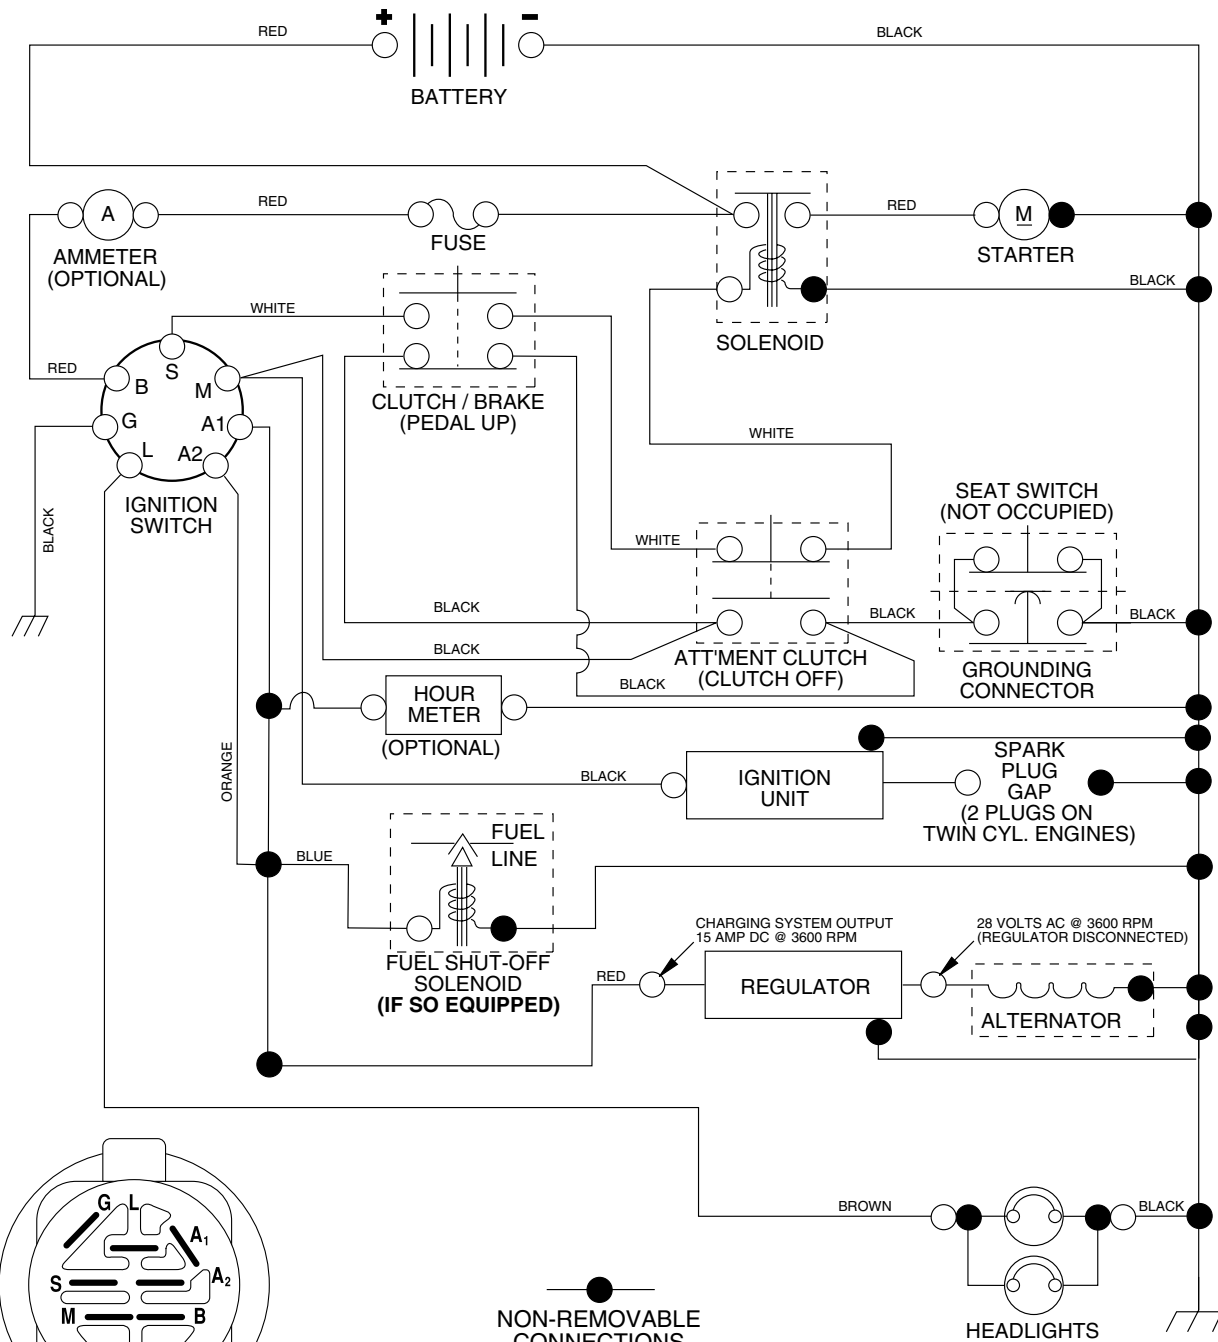 + -
RED
BLACK
BATTERY
A
RED
FUSE
RED
M
AMMETER
(OPTIONAL)
STARTER
BLACK
WHITE
SOLENOID
RED
S
B
M
G
A1
L
A2
CLUTCH / BRAKE
(PEDAL UP)
WHITE
IGNITION
SWITCH
BLACK
SEAT SWITCH
(NOT OCCUPIED)
WHITE
BLACK
BLACK
BLACK
BLACK
ATT'MENT CLUTCH
(CLUTCH OFF)
BLACK
GROUNDING
CONNECTOR
HOUR
METER
(OPTIONAL)
ORANGE
BLACK
IGNITION
UNIT
SPARK
PLUG
GAP
(2 PLUGS ON
TWIN CYL. ENGINES)
BLUE
FUEL
LINE
FUEL SHUT-OFF
SOLENOID
(IF SO EQUIPPED)
CHARGING SYSTEM OUTPUT
15 AMP DC @ 3600 RPM
28 VOLTS AC @ 3600 RPM
(REGULATOR DISCONNECTED)
RED
REGULATOR
ALTERNATOR
BROWN
BLACK
HEADLIGHTS
G L
A1
A2
S
M
B
NON-REMOVABLE
CONNECTIONS